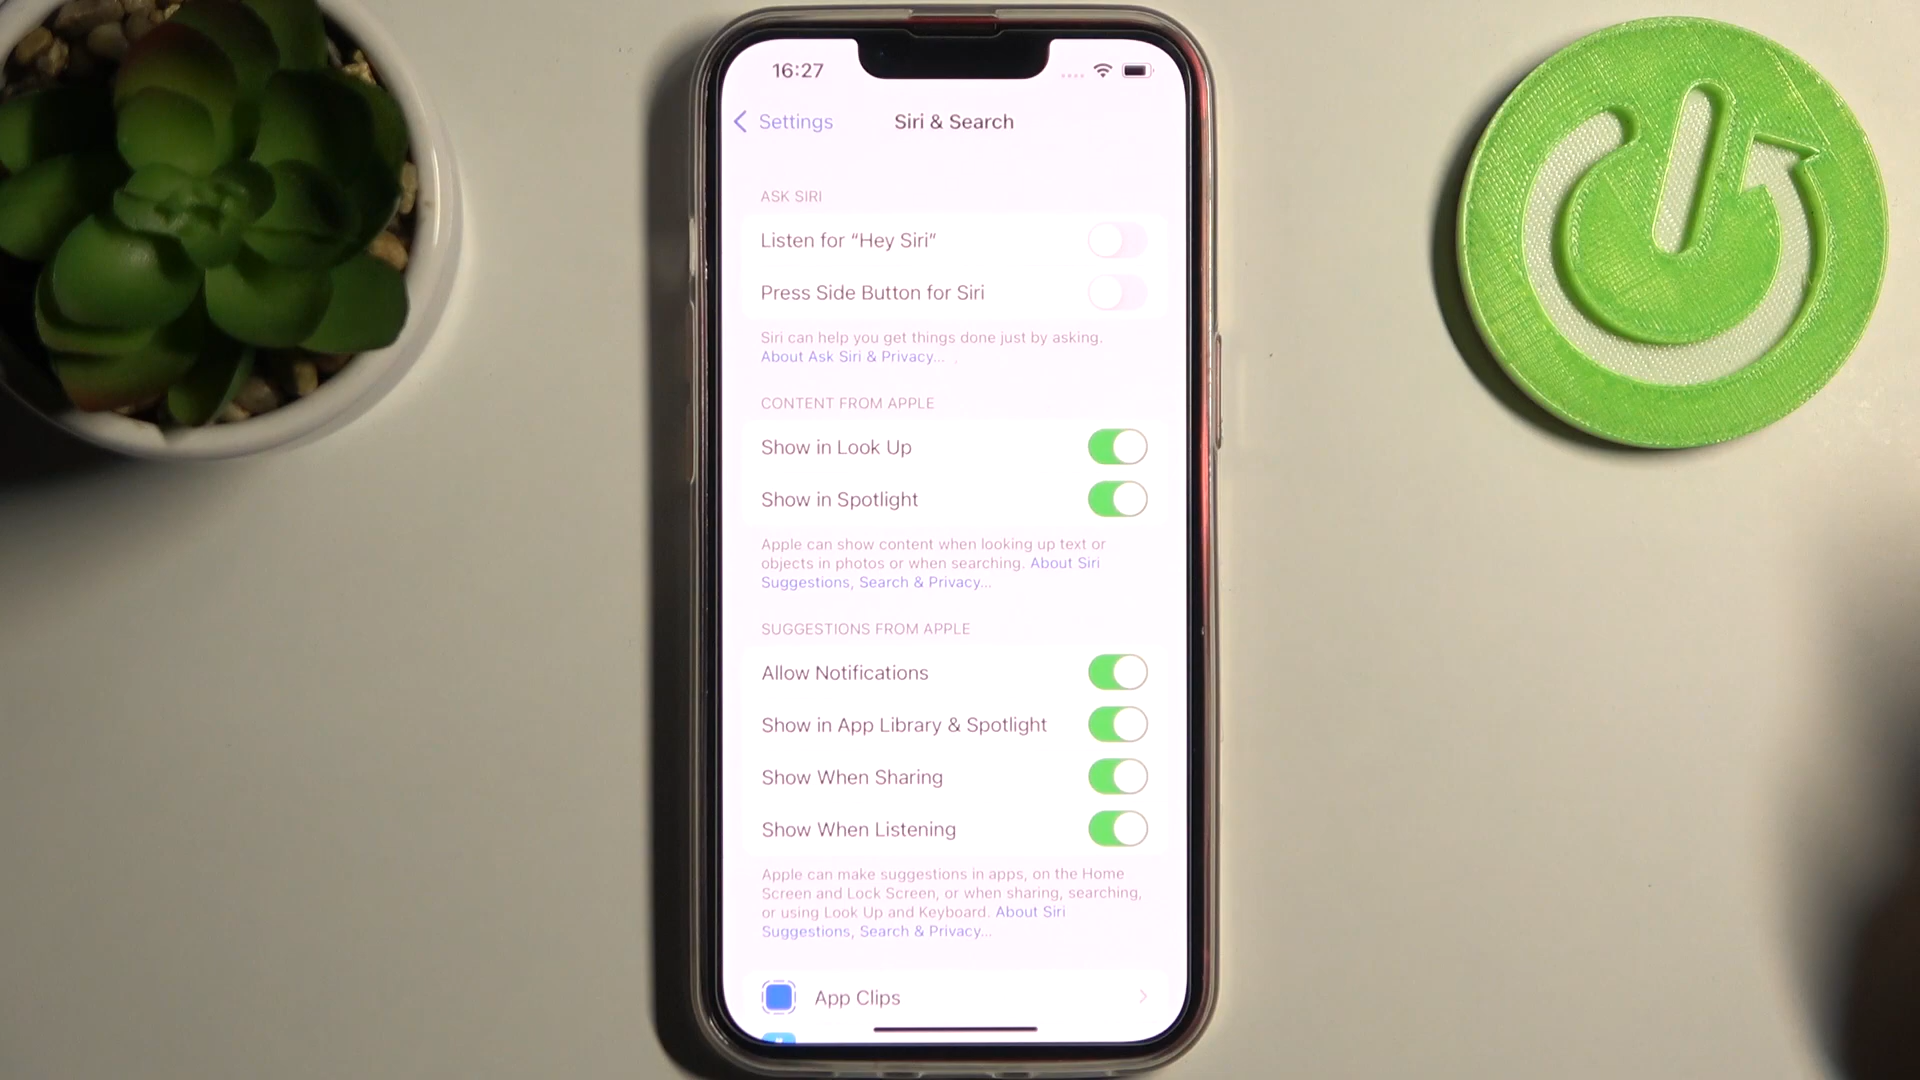 16:27
Settings
Siri & Search
ASK SIRI
Listen for “Hey Siri”
Press Side Button for Siri
Siri can help you get things done just by asking.
About Ask Siri & Privacy...
CONTENT FROM APPLE
Show in Look Up
Show in Spotlight
Apple can show content when looking up text or
objects in photos or when searching. About Siri
Suggestions, Search & Privacy...
SUGGESTIONS FROM APPLE
Allow Notifications
Show in App Library & Spotlight
Show When Sharing
Show When Listening
Apple can make suggestions in apps, on the Home
Screen and Lock Screen, or when sharing, searching,
or using Look Up and Keyboard. About Siri
Suggestions, Search & Privacy...
App Clips